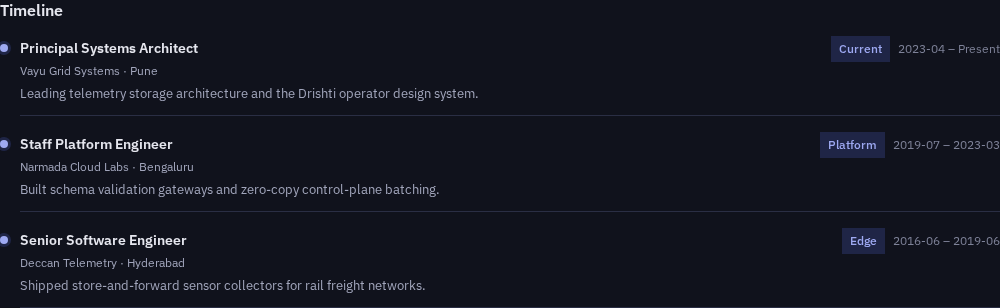 Timeline
Principal Systems Architect Current 2023-04 – Present
Vayu Grid Systems · Pune
Leading telemetry storage architecture and the Drishti operator design system.
Staff Platform Engineer Platform 2019-07 – 2023-03
Narmada Cloud Labs · Bengaluru
Built schema validation gateways and zero-copy control-plane batching.
Senior Software Engineer Edge 2016-06 – 2019-06
Deccan Telemetry · Hyderabad
Shipped store-and-forward sensor collectors for rail freight networks.